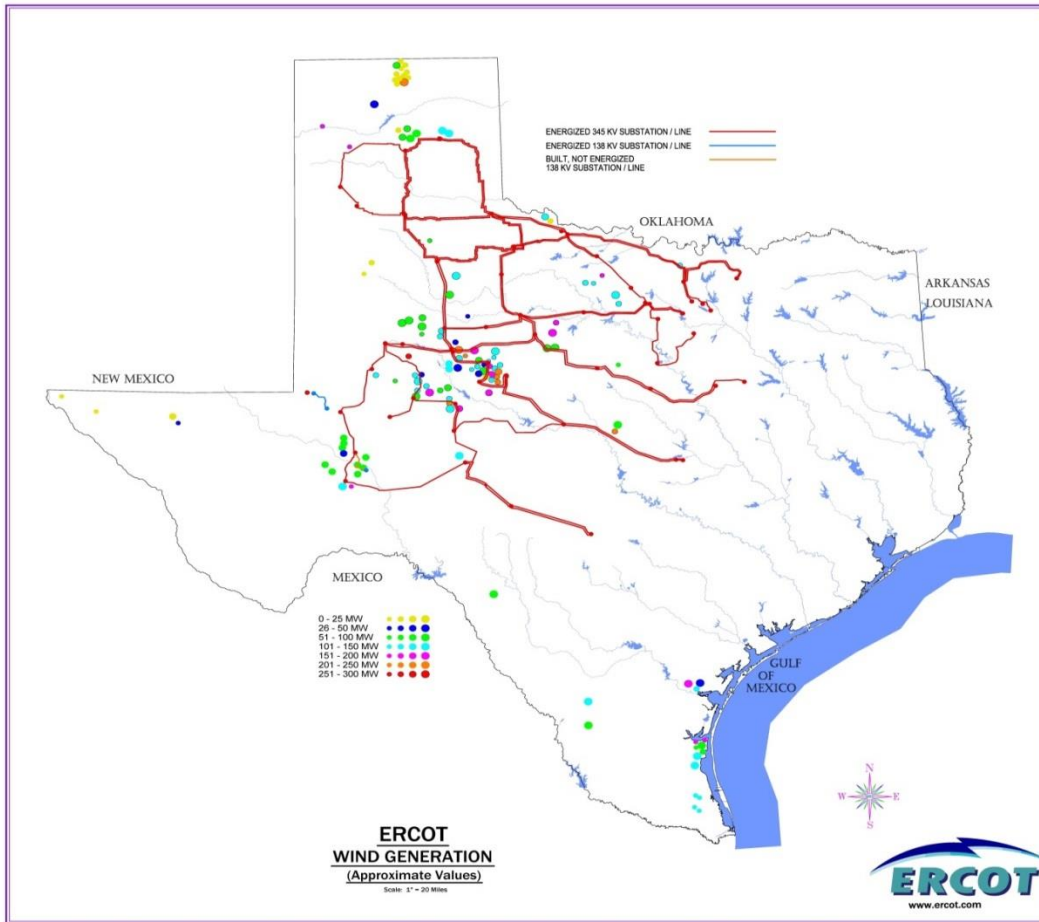 ENERGIZED 345 KV SUBSTATION / LINE
ENERGIZED 138 KV SUBSTATION / LINE
BUILT, NOT ENERGIZED
138 KV SUBSTATION / LINE
OKLAHOMA
ARKANSAS
LOUISIANA
NEW MEXICO
MEXICO
0 - 25 MW
26 - 50 MW
51 - 100 MW
101 - 150 MW
151 - 200 MW
201 - 250 MW
251 - 300 MW
GULF
OF
MEXICO
N
W E
S
ERCOT
WIND GENERATION
(Approximate Values)
Scale: 1" = 20 Miles
ERCOT
www.ercot.com